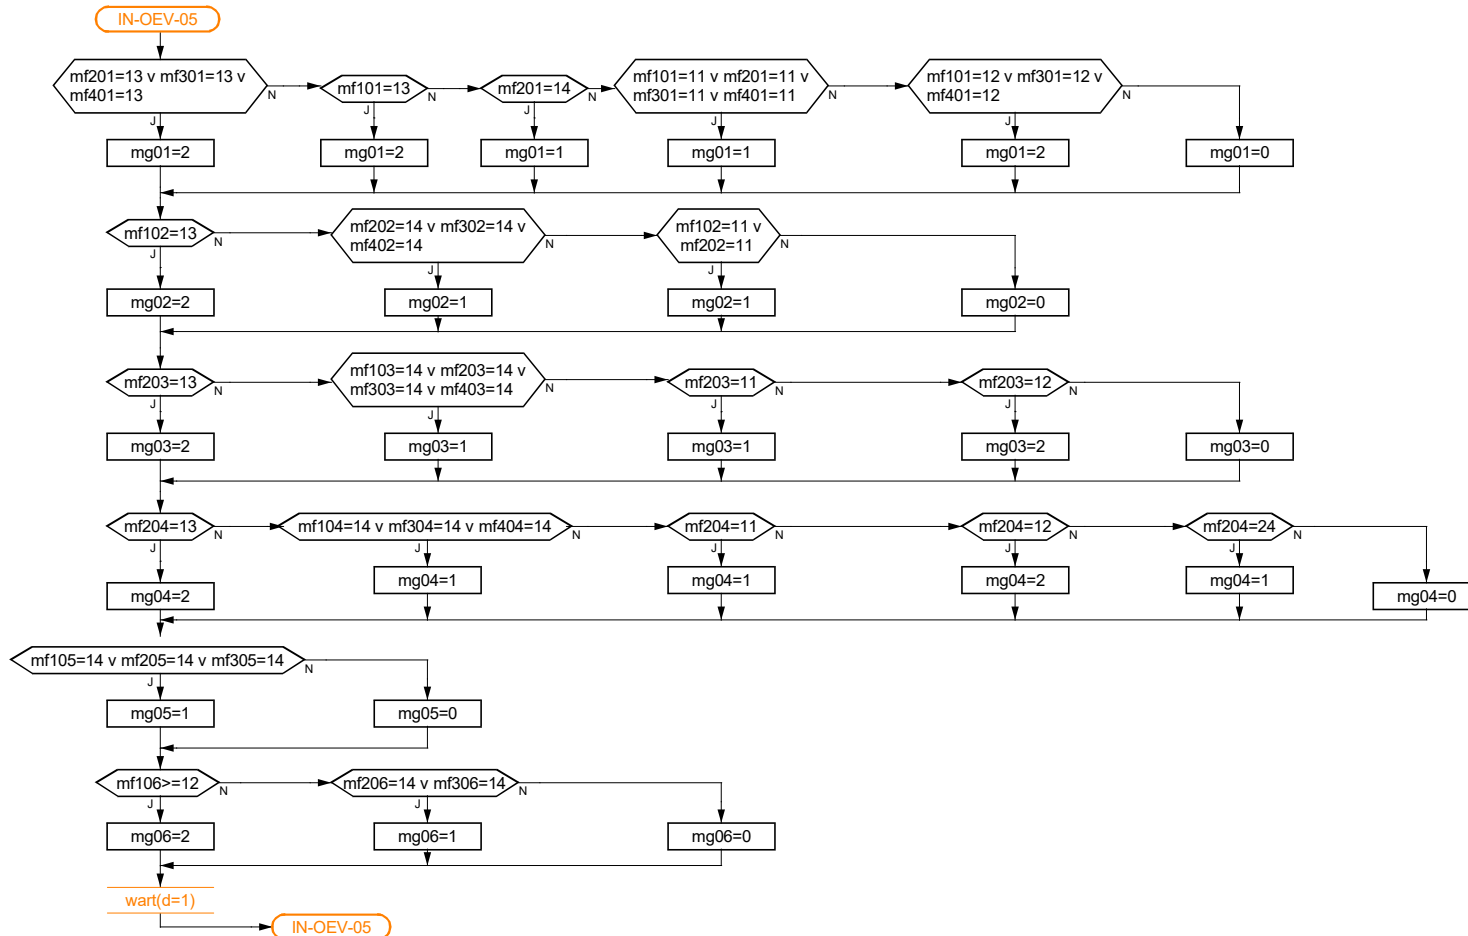 IN-OEV-05
mf201=13 v mf301=13 v
mf401=13
N
J
mf101=13
N
J
mf201=14
N
J
mf101=11 v mf201=11 v
mf301=11 v mf401=11
N
J
mf101=12 v mf301=12 v
mf401=12
N
J
mg01=2
mg01=2
mg01=1
mg01=1
mg01=2
mg01=0
mf102=13
N
J
mf202=14 v mf302=14 v
mf402=14
N
J
mf102=11 v
mf202=11
N
J
mg02=2
mg02=1
mg02=1
mg02=0
mf203=13
N
J
mf103=14 v mf203=14 v
mf303=14 v mf403=14
N
J
mf203=11
N
J
mf203=12
N
J
mg03=2
mg03=1
mg03=1
mg03=2
mg03=0
mf204=13
N
J
mf104=14 v mf304=14 v mf404=14
N
J
mf204=11
N
J
mf204=12
N
J
mf204=24
N
J
mg04=2
mg04=1
mg04=1
mg04=2
mg04=1
mg04=0
mf105=14 v mf205=14 v mf305=14
N
J
mg05=1
mg05=0
mf106>=12
N
J
mf206=14 v mf306=14
N
J
mg06=2
mg06=1
mg06=0
wart(d=1)
IN-OEV-05